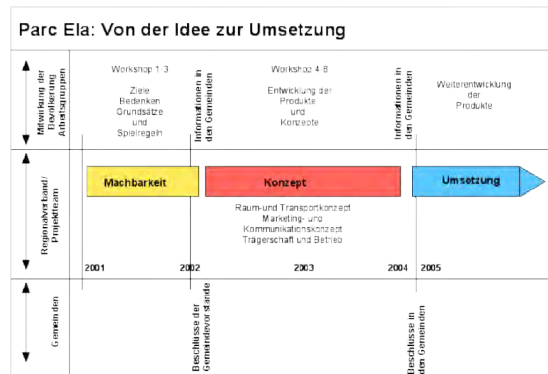 Parc Ela: Von der Idee zur Umsetzung
Mitwirkung der
Bevölkerung
Arbeitsgruppen
Workshop 1-3
Ziele
Bedenken
Grundsätze
und
Spielregeln
Informationen in
den Gemeinden
Workshop 4-8
Entwicklung der
Produkte
und
Konzepte
Informationen in
den Gemeinden
Weiterentwicklung
der
Produkte
Regionalverband/
Projektteam
Machbarkeit
Konzept
Umsetzung
Raum-und Transportkonzept
Marketing- und
Kommunikationskonzept
Trägerschaft und Betrieb
2001
2002
2003
2004
2005
Gemeinden
Beschlüsse der
Gemeindevorstände
Beschlüsse in
den Gemeinden